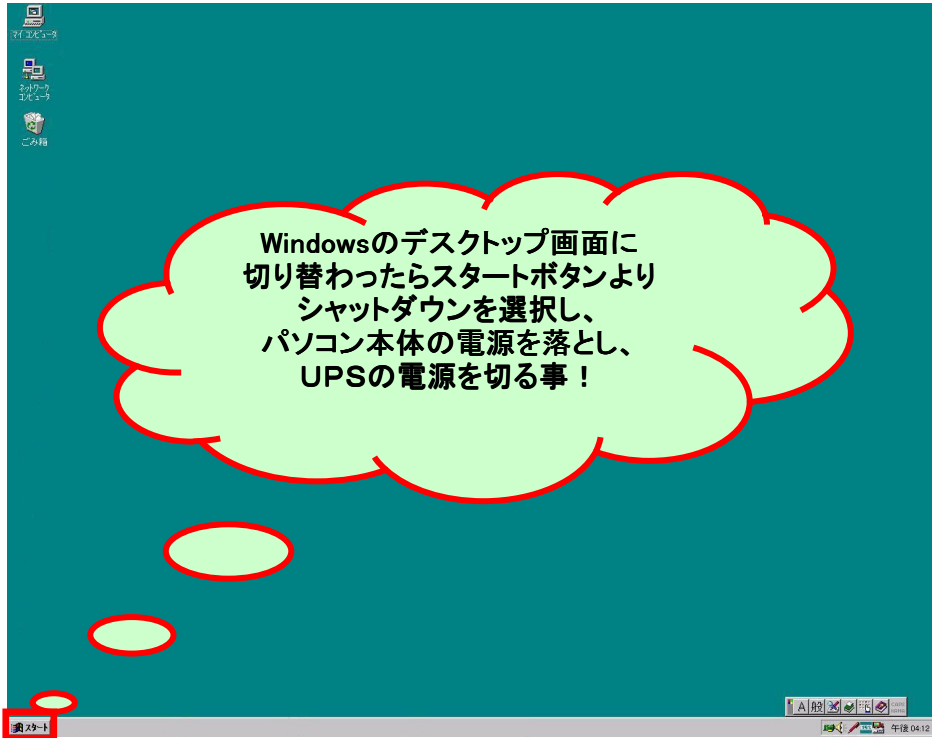 マイ コンピュータ
ネットワーク
コンピュータ
ごみ箱
Windowsのデスクトップ画面に
切り替わったらスタートボタンより
シャットダウンを選択し、
パソコン本体の電源を落とし、
ＵＰＳの電源を切る事！
A 般
スタート
午後 04:12